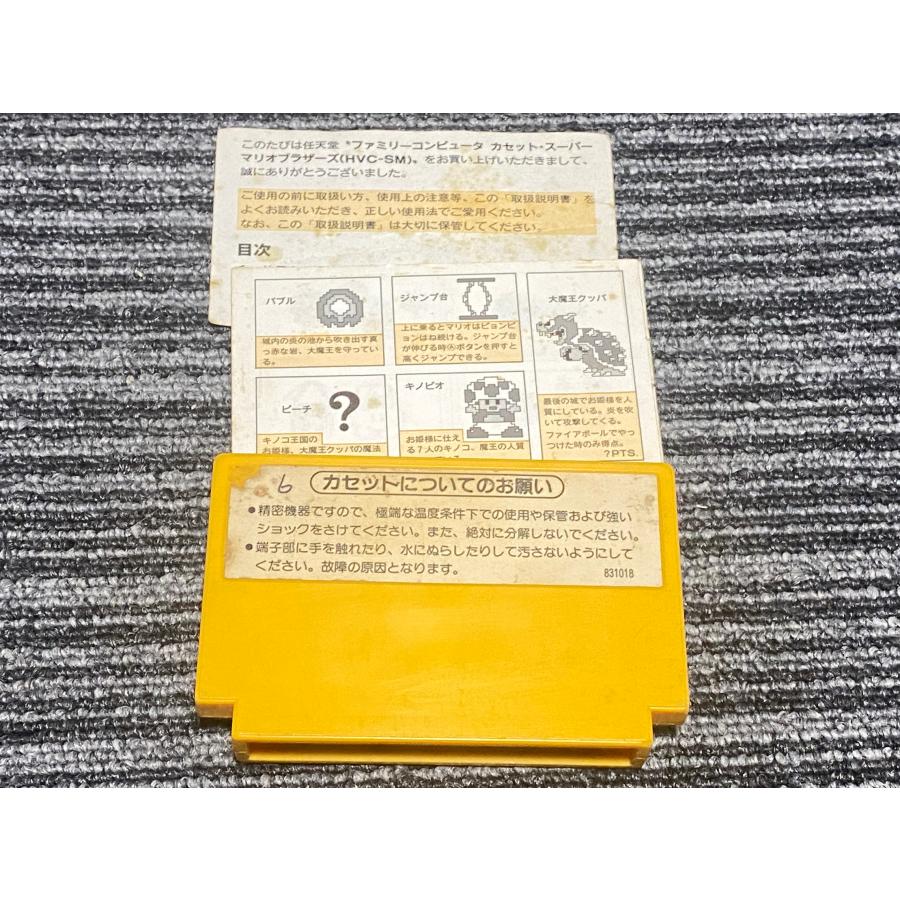 このたびは任天堂〝ファミリーコンピュータ カセット・スーパー
マリオブラザーズ(HVC-SM)〟をお買い上げいただきまして、
誠にありがとうございました。
ご使用の前に取扱い方、使用上の注意等、この「取扱説明書」を
よくお読みいただき、正しい使用法でご愛用ください。
なお、この「取扱説明書」は大切に保管してください。
目次
バブル
城内の炎の池から吹き出す真
っ赤な岩、大魔王を守ってい
る。
ジャンプ台
上に乗るとマリオはピョンピ
ョンはね続ける。ジャンプ台
が伸びる時Ⓐボタンを押すと
高くジャンプできる。
大魔王クッパ
最後の城でお姫様を人
質にしている。炎を吹
いて攻撃してくる。
ファイアボールでやっ
つけた時のみ得点。
?PTS.
ピーチ
?
キノコ王国の
お姫様、大魔王クッパの魔法
キノピオ
お姫様に仕える
7人のキノコ、魔王の人質
6
カセットについてのお願い
●精密機器ですので、極端な温度条件下での使用や保管および強い
ショックをさけてください。また、絶対に分解しないでください。
●端子部に手を触れたり、水にぬらしたりして汚さないようにして
ください。故障の原因となります。
831018